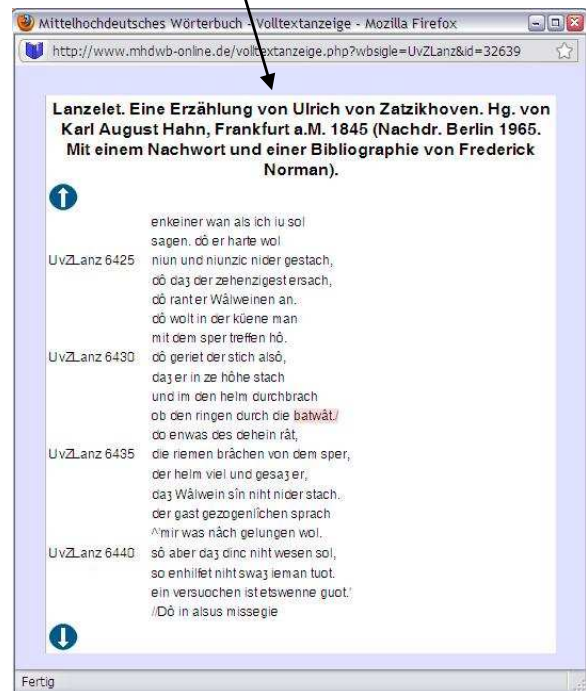 Mittelhochdeutsches Wörterbuch - Volltextanzeige - Mozilla Firefox
http://www.mhdwb-online.de/volltextanzeige.php?wbsigle=UvZLanz&id=32639
Lanzelet. Eine Erzählung von Ulrich von Zatzikhoven. Hg. von
Karl August Hahn, Frankfurt a.M. 1845 (Nachdr. Berlin 1965.
Mit einem Nachwort und einer Bibliographie von Frederick
Norman).
enkeiner wan als ich iu sol
sagen. dô er harte wol
UvZLanz 6425 niun und niunzic nider gestach,
dô daʒ der zehenzigest ersach,
dô rant er Wâlweinen an.
dô wolt in der küene man
mit dem sper treffen hô.
UvZLanz 6430 dô geriet der stich alsô,
daʒ er in ze hôhe stach
und im den helm durchbrach
ob den ringen durch die batwât./
do enwas des dehein rât,
UvZLanz 6435 die riemen brâchen von dem sper,
der helm viel und gesaʒ er,
daʒ Wâlwein sîn niht nider stach.
der gast gezogenlîchen sprach
^'mir was nâch gelungen wol.
UvZLanz 6440 sô aber daʒ dinc niht wesen sol,
so enhilfet niht swaʒ ieman tuot.
ein versuochen ist etswenne guot.'
//Dô in alsus missegie
Fertig